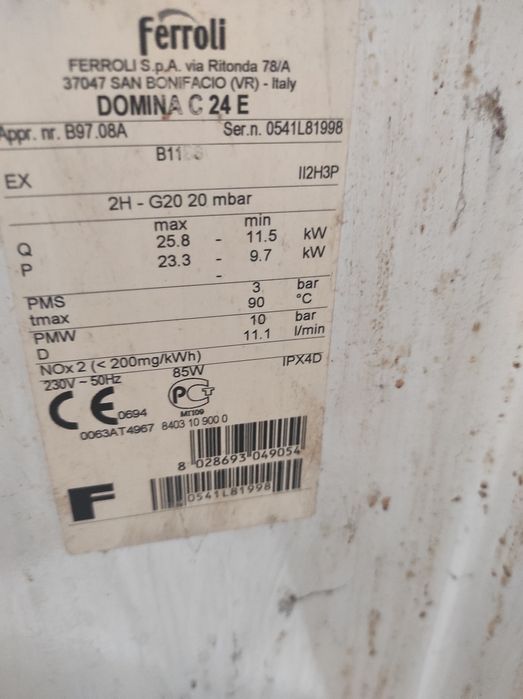 Ferroli
FERROLI S.p.A. via Ritonda 78/A
37047 SAN BONIFACIO (VR) - Italy
DOMINA C 24 E
Appr. nr. B97.08A Ser.n. 0541L81998
EX II2H3P
2H - G20 20 mbar
max min
Q 25.8 - 11.5 kW
P 23.3 - 9.7 kW
-
PMS 3 bar
tmax 90 °C
PMW 10 bar
D 11.1 l/min
NOx 2 (< 200mg/kWh)
230V ~ 50Hz 85W IPX4D
CE 0694 PCT
MT109
0063AT4967 8403 10 900 0
8 028693 049054
0541L81998
F